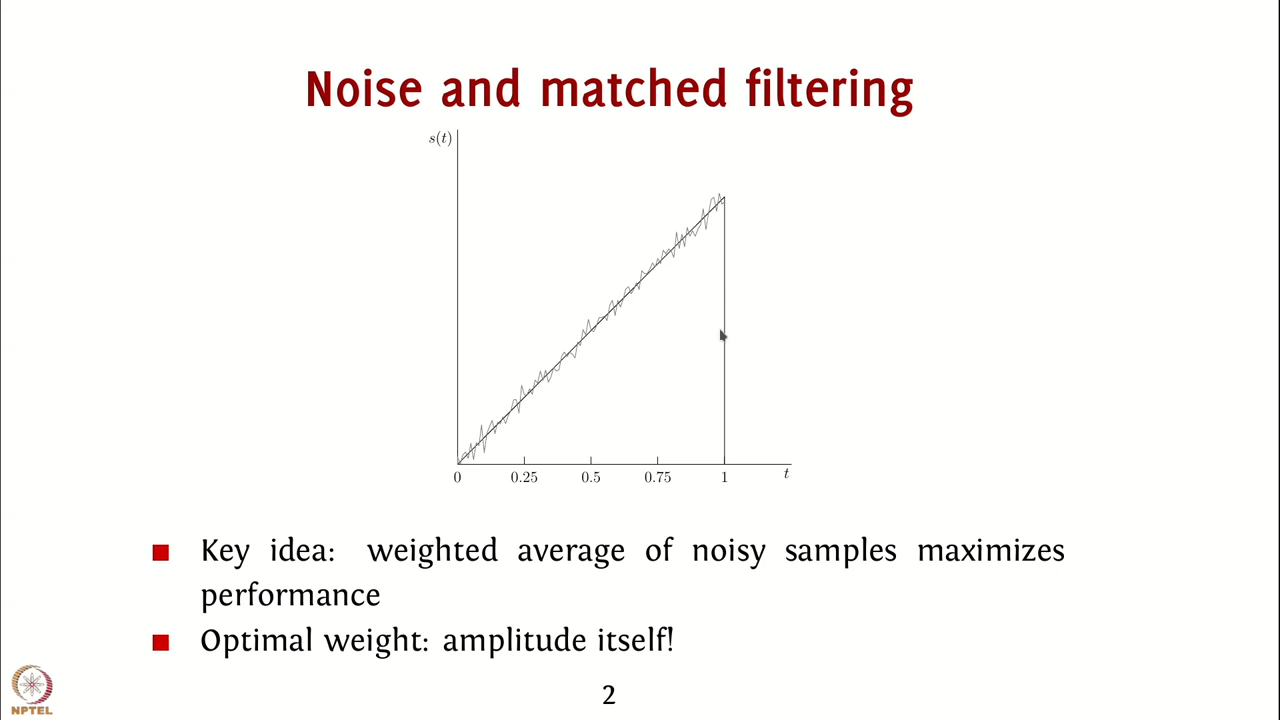 Noise and matched filtering
s(t)
0 0.25 0.5 0.75 1 t
Key idea: weighted average of noisy samples maximizes
performance
Optimal weight: amplitude itself!
2
NPTEL